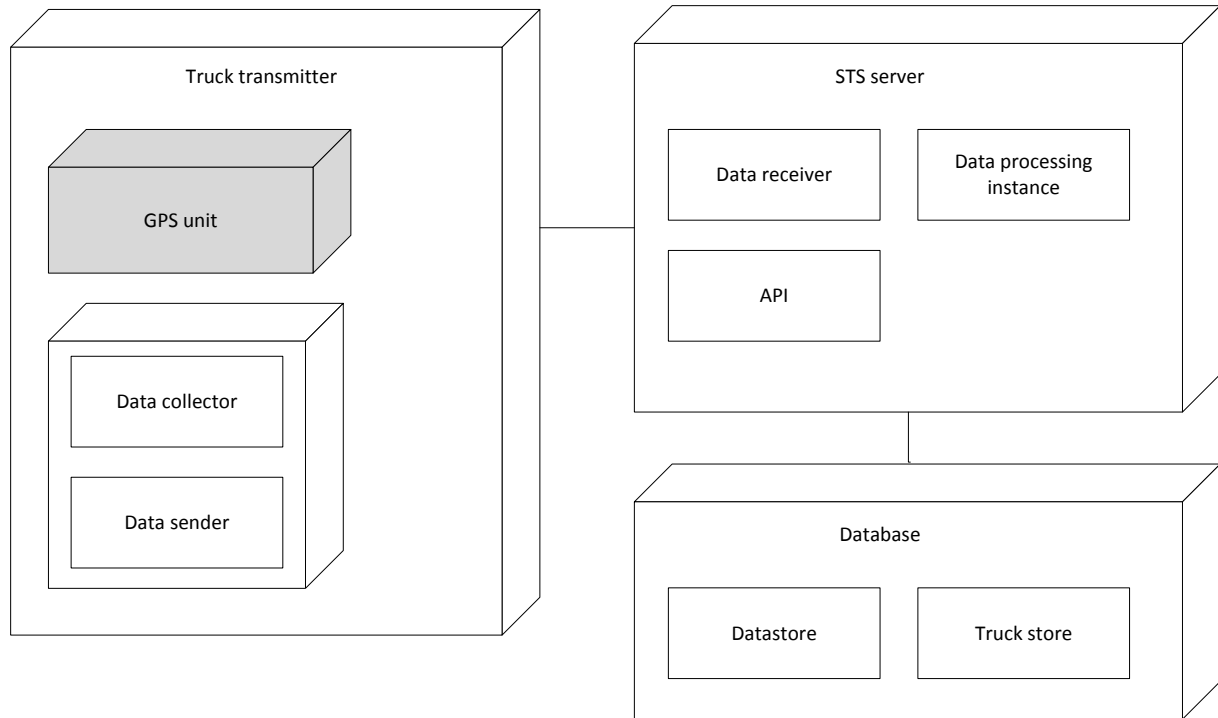 Truck transmitter
GPS unit
Data collector
Data sender
STS server
Data receiver
Data processing
instance
API
Database
Datastore
Truck store